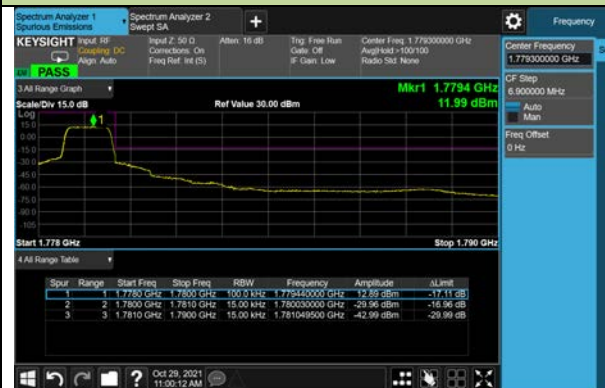 Spectrum Analyzer 1
Spurious Emissions
Spectrum Analyzer 2
Swept SA
+
Frequency
KEYSIGHT
Input: RF
Coupling: DC
Align: Auto
Input Z: 50 Ω
Corrections: On
Freq Ref: Int (S)
Atten: 16 dB
Trig: Free Run
Gate: Off
IF Gain: Low
Center Freq: 1.779300000 GHz
Avg|Hold:>100/100
Radio Std: None
PASS
Center Frequency
1.779300000 GHz
S
CF Step
6.900000 MHz
Auto
Man
Freq Offset
0 Hz
3 All Range Graph
Mkr1 1.7794 GHz
Scale/Div 15.0 dB
Ref Value 30.00 dBm
11.99 dBm
Log
15.0
0.00
-15.0
-30.0
-45.0
-60.0
-75.0
-90.0
-105
1
Start 1.778 GHz
Stop 1.790 GHz
4 All Range Table
Spur Range Start Freq Stop Freq RBW Frequency Amplitude ΔLimit
1 1 1.7780 GHz 1.7800 GHz 100.0 kHz 1.779440000 GHz 12.89 dBm -17.11 dB
2 2 1.7800 GHz 1.7810 GHz 15.00 kHz 1.780030000 GHz -29.96 dBm -16.96 dB
3 3 1.7810 GHz 1.7900 GHz 15.00 kHz 1.781049500 GHz -42.99 dBm -29.99 dB
?
Oct 29, 2021
11:00:12 AM